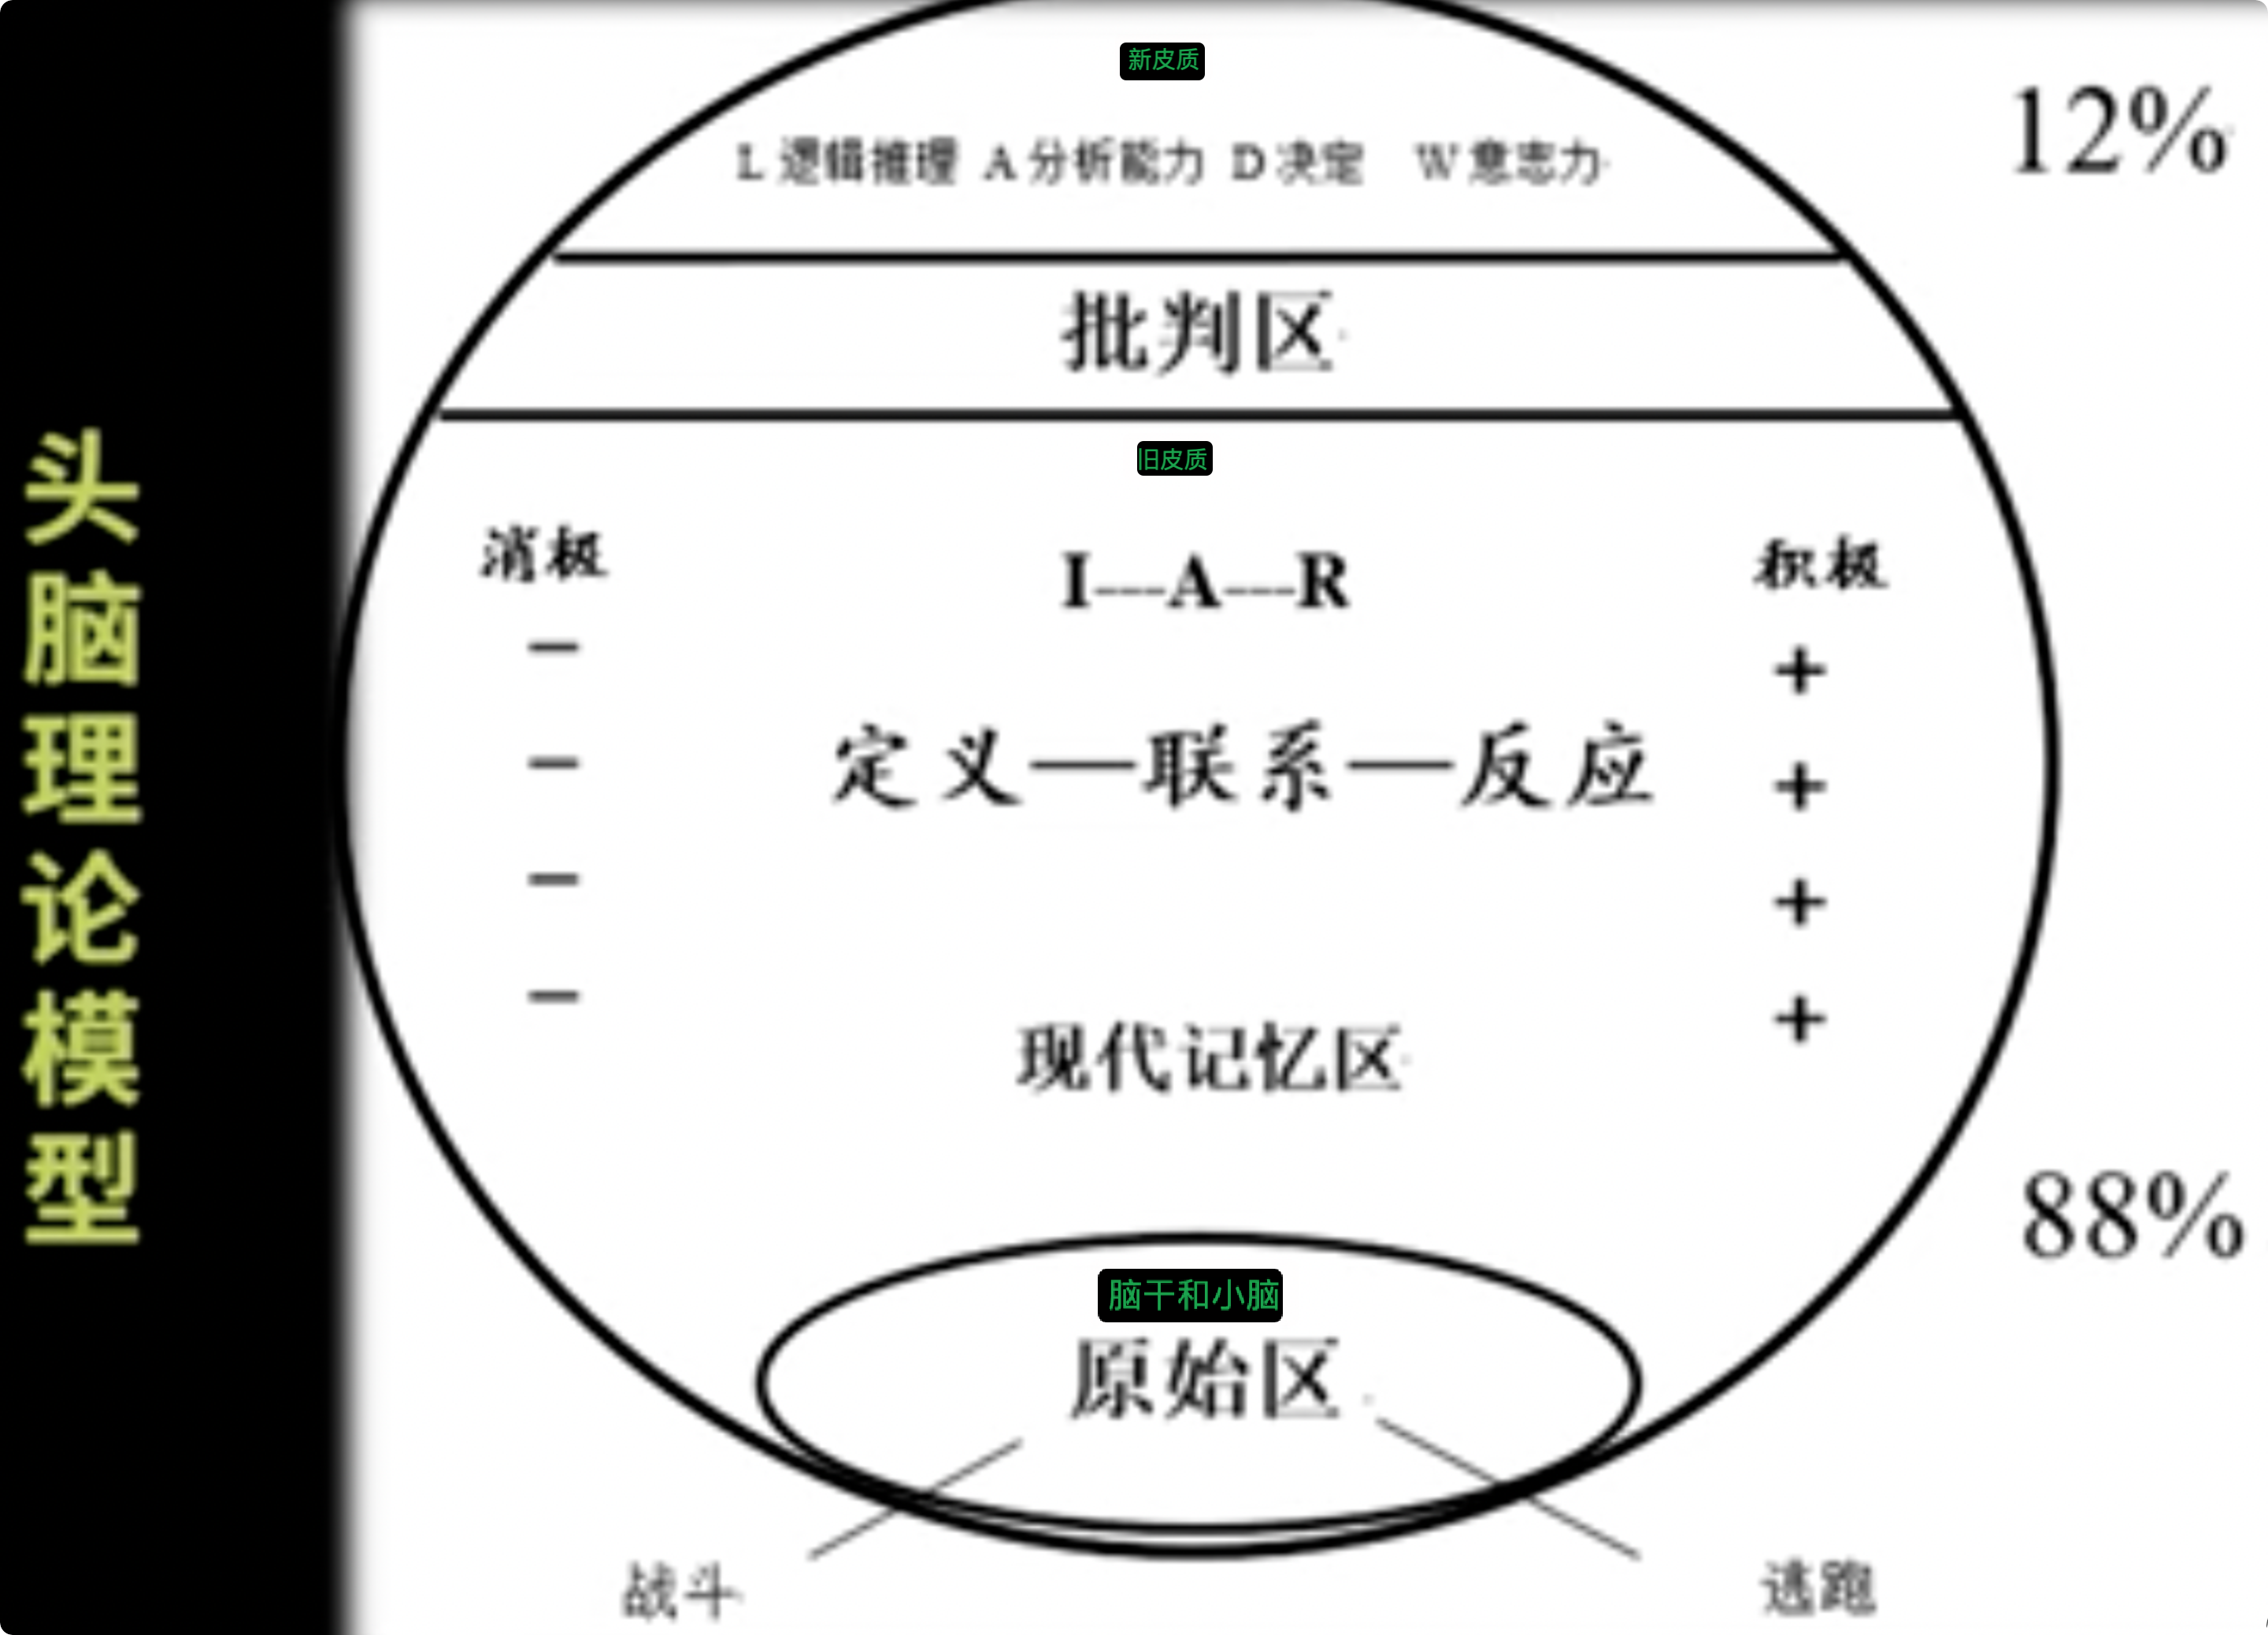 头脑理论模型
新皮质
12%
L 逻辑推理 A 分析能力 D 决定 W 意志力
批判区
旧皮质
消极
I---A---R
积极
− +
定义—联系—反应
− +
− +
− +
现代记忆区
88%
脑干和小脑
原始区
战斗
逃跑